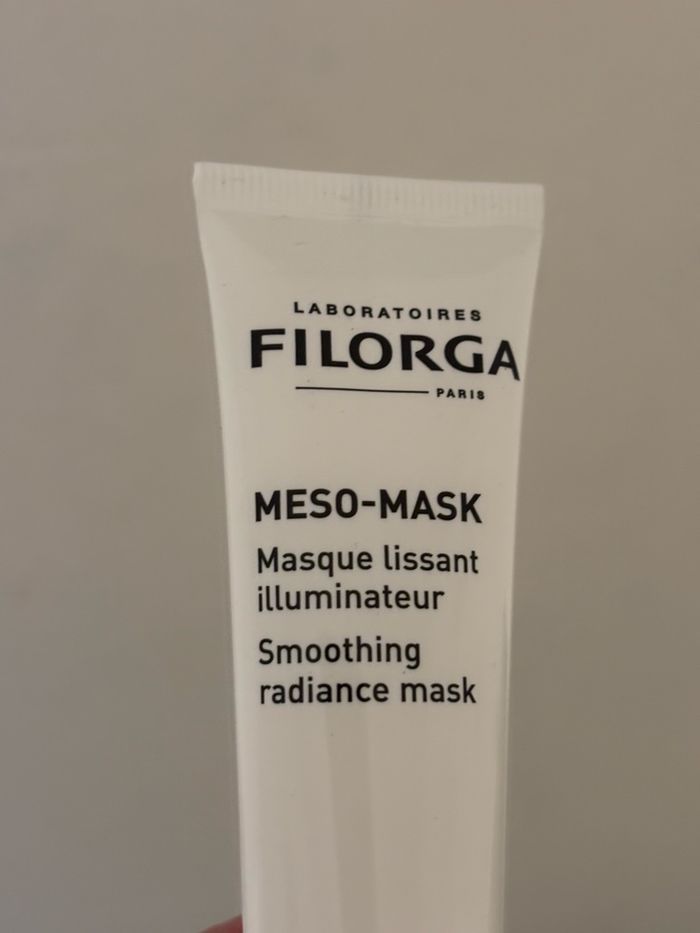 LABORATOIRES
FILORGA
PARIS
MESO-MASK
Masque lissant
illuminateur
Smoothing
radiance mask